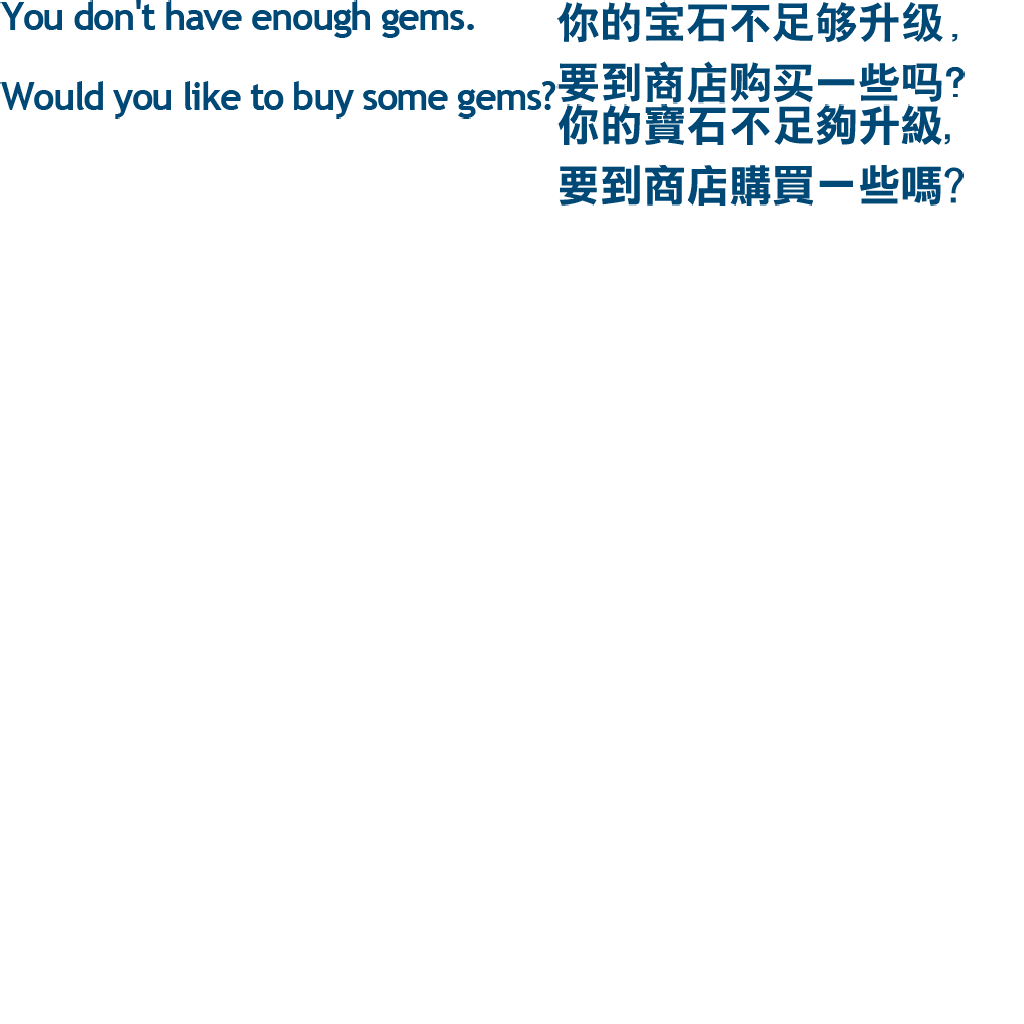 You don't have enough gems.
Would you like to buy some gems?
你的宝石不足够升级，
要到商店购买一些吗?
你的寶石不足夠升級,
要到商店購買一些嗎?